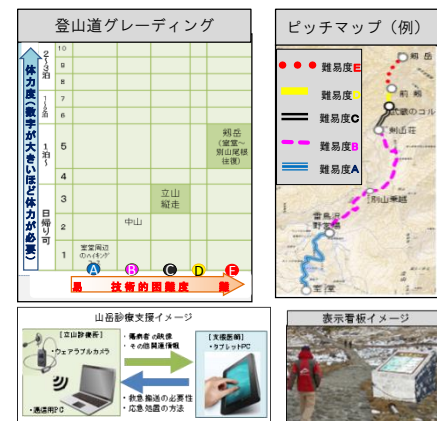 登山道グレーディング
体力度(数字が大きいほど体力が必要)
2~3泊
1~2泊
1泊~
日帰り可
10
9
8
7
6
5
4
3
2
1
剱岳
(室堂~
別山尾根
往復)
立山
縦走
中山
室堂周辺
のハイキング
A
B
C
D
E
易 技術的困難度 難
ピッチマップ(例)
難易度E
難易度D
難易度C
難易度B
難易度A
剱岳
前剱
武蔵のコル
剣山荘
別山乗越
雷鳥沢
野営場
室堂
山岳診療支援イメージ
[立山診療所]
・ウェアラブルカメラ
・通信用PC
・傷病者の映像
・その他関連情報
・救急搬送の必要性
・応急処置の方法
[支援医師]
・タブレットPC
表示看板イメージ